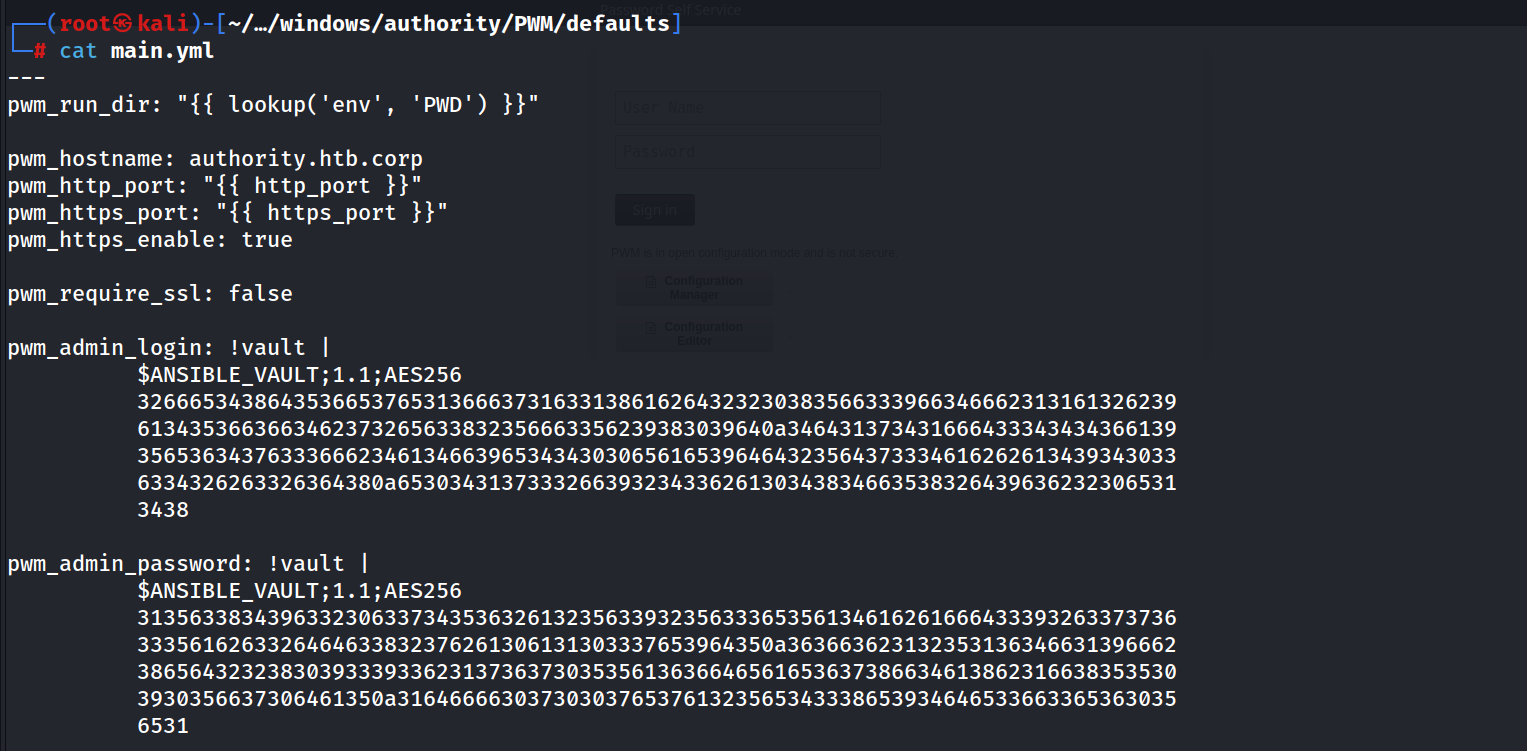 Password Self Service
┌──(root㉿kali)-[~/…/windows/authority/PWM/defaults]
└─# cat main.yml
---
pwm_run_dir: "{{ lookup('env', 'PWD') }}"
User Name
Password
pwm_hostname: authority.htb.corp
pwm_http_port: "{{ http_port }}"
pwm_https_port: "{{ https_port }}"
Sign in
pwm_https_enable: true
PWM is in open configuration mode and is not secure
Configuration
Manager
pwm_require_ssl: false
Configuration
Editor
pwm_admin_login: !vault |
$ANSIBLE_VAULT;1.1;AES256
32666534386435366537653136663731633138616264323230383566333966346662313161326239
6134353663663462373265633832356663356239383039640a346431373431666433343434366139
35653634376333666234613466396534343030656165396464323564373334616262613439343033
6334326263326364380a653034313733326639323433626130343834663538326439636232306531
3438
pwm_admin_password: !vault |
$ANSIBLE_VAULT;1.1;AES256
31356338343963323063373435363261323563393235633365356134616261666433393263373736
3335616263326464633832376261306131303337653964350a363663623132353136346631396662
38656432323830393339336231373637303535613636646561653637386634613862316638353530
3930356637306461350a316466663037303037653761323565343338653934646533663365363035
6531